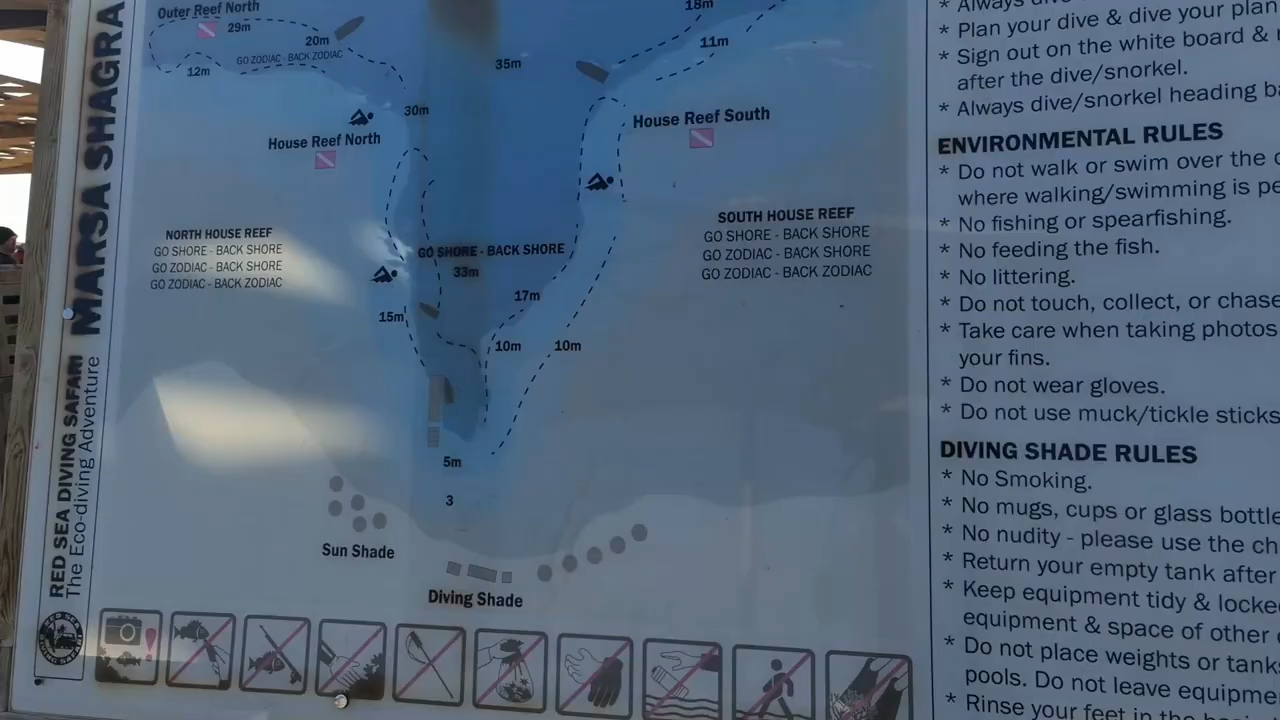 MARSA SHAGRA
RED SEA DIVING SAFARI
The Eco-diving Adventure
Outer Reef North
29m
20m
GO ZODIAC - BACK ZODIAC
12m
30m
House Reef North
18m
11m
35m
House Reef South
NORTH HOUSE REEF
GO SHORE - BACK SHORE
GO ZODIAC - BACK SHORE
GO ZODIAC - BACK ZODIAC
SOUTH HOUSE REEF
GO SHORE - BACK SHORE
GO ZODIAC - BACK SHORE
GO ZODIAC - BACK ZODIAC
GO SHORE - BACK SHORE
33m
17m
15m
10m
10m
5m
3
Sun Shade
Diving Shade
* Always
* Plan your dive & dive your plan
* Sign out on the white board &
after the dive/snorkel.
* Always dive/snorkel heading
ENVIRONMENTAL RULES
* Do not walk or swim over the
where walking/swimming is
* No fishing or spearfishing.
* No feeding the fish.
* No littering.
* Do not touch, collect, or chase
* Take care when taking photos
your fins.
* Do not wear gloves.
* Do not use muck/tickle sticks
DIVING SHADE RULES
* No Smoking.
* No mugs, cups or glass
* No nudity - please use the
* Return your empty tank after
* Keep equipment tidy &
equipment & space of other
* Do not place weights or
pools. Do not leave
* Rinse your feet in the